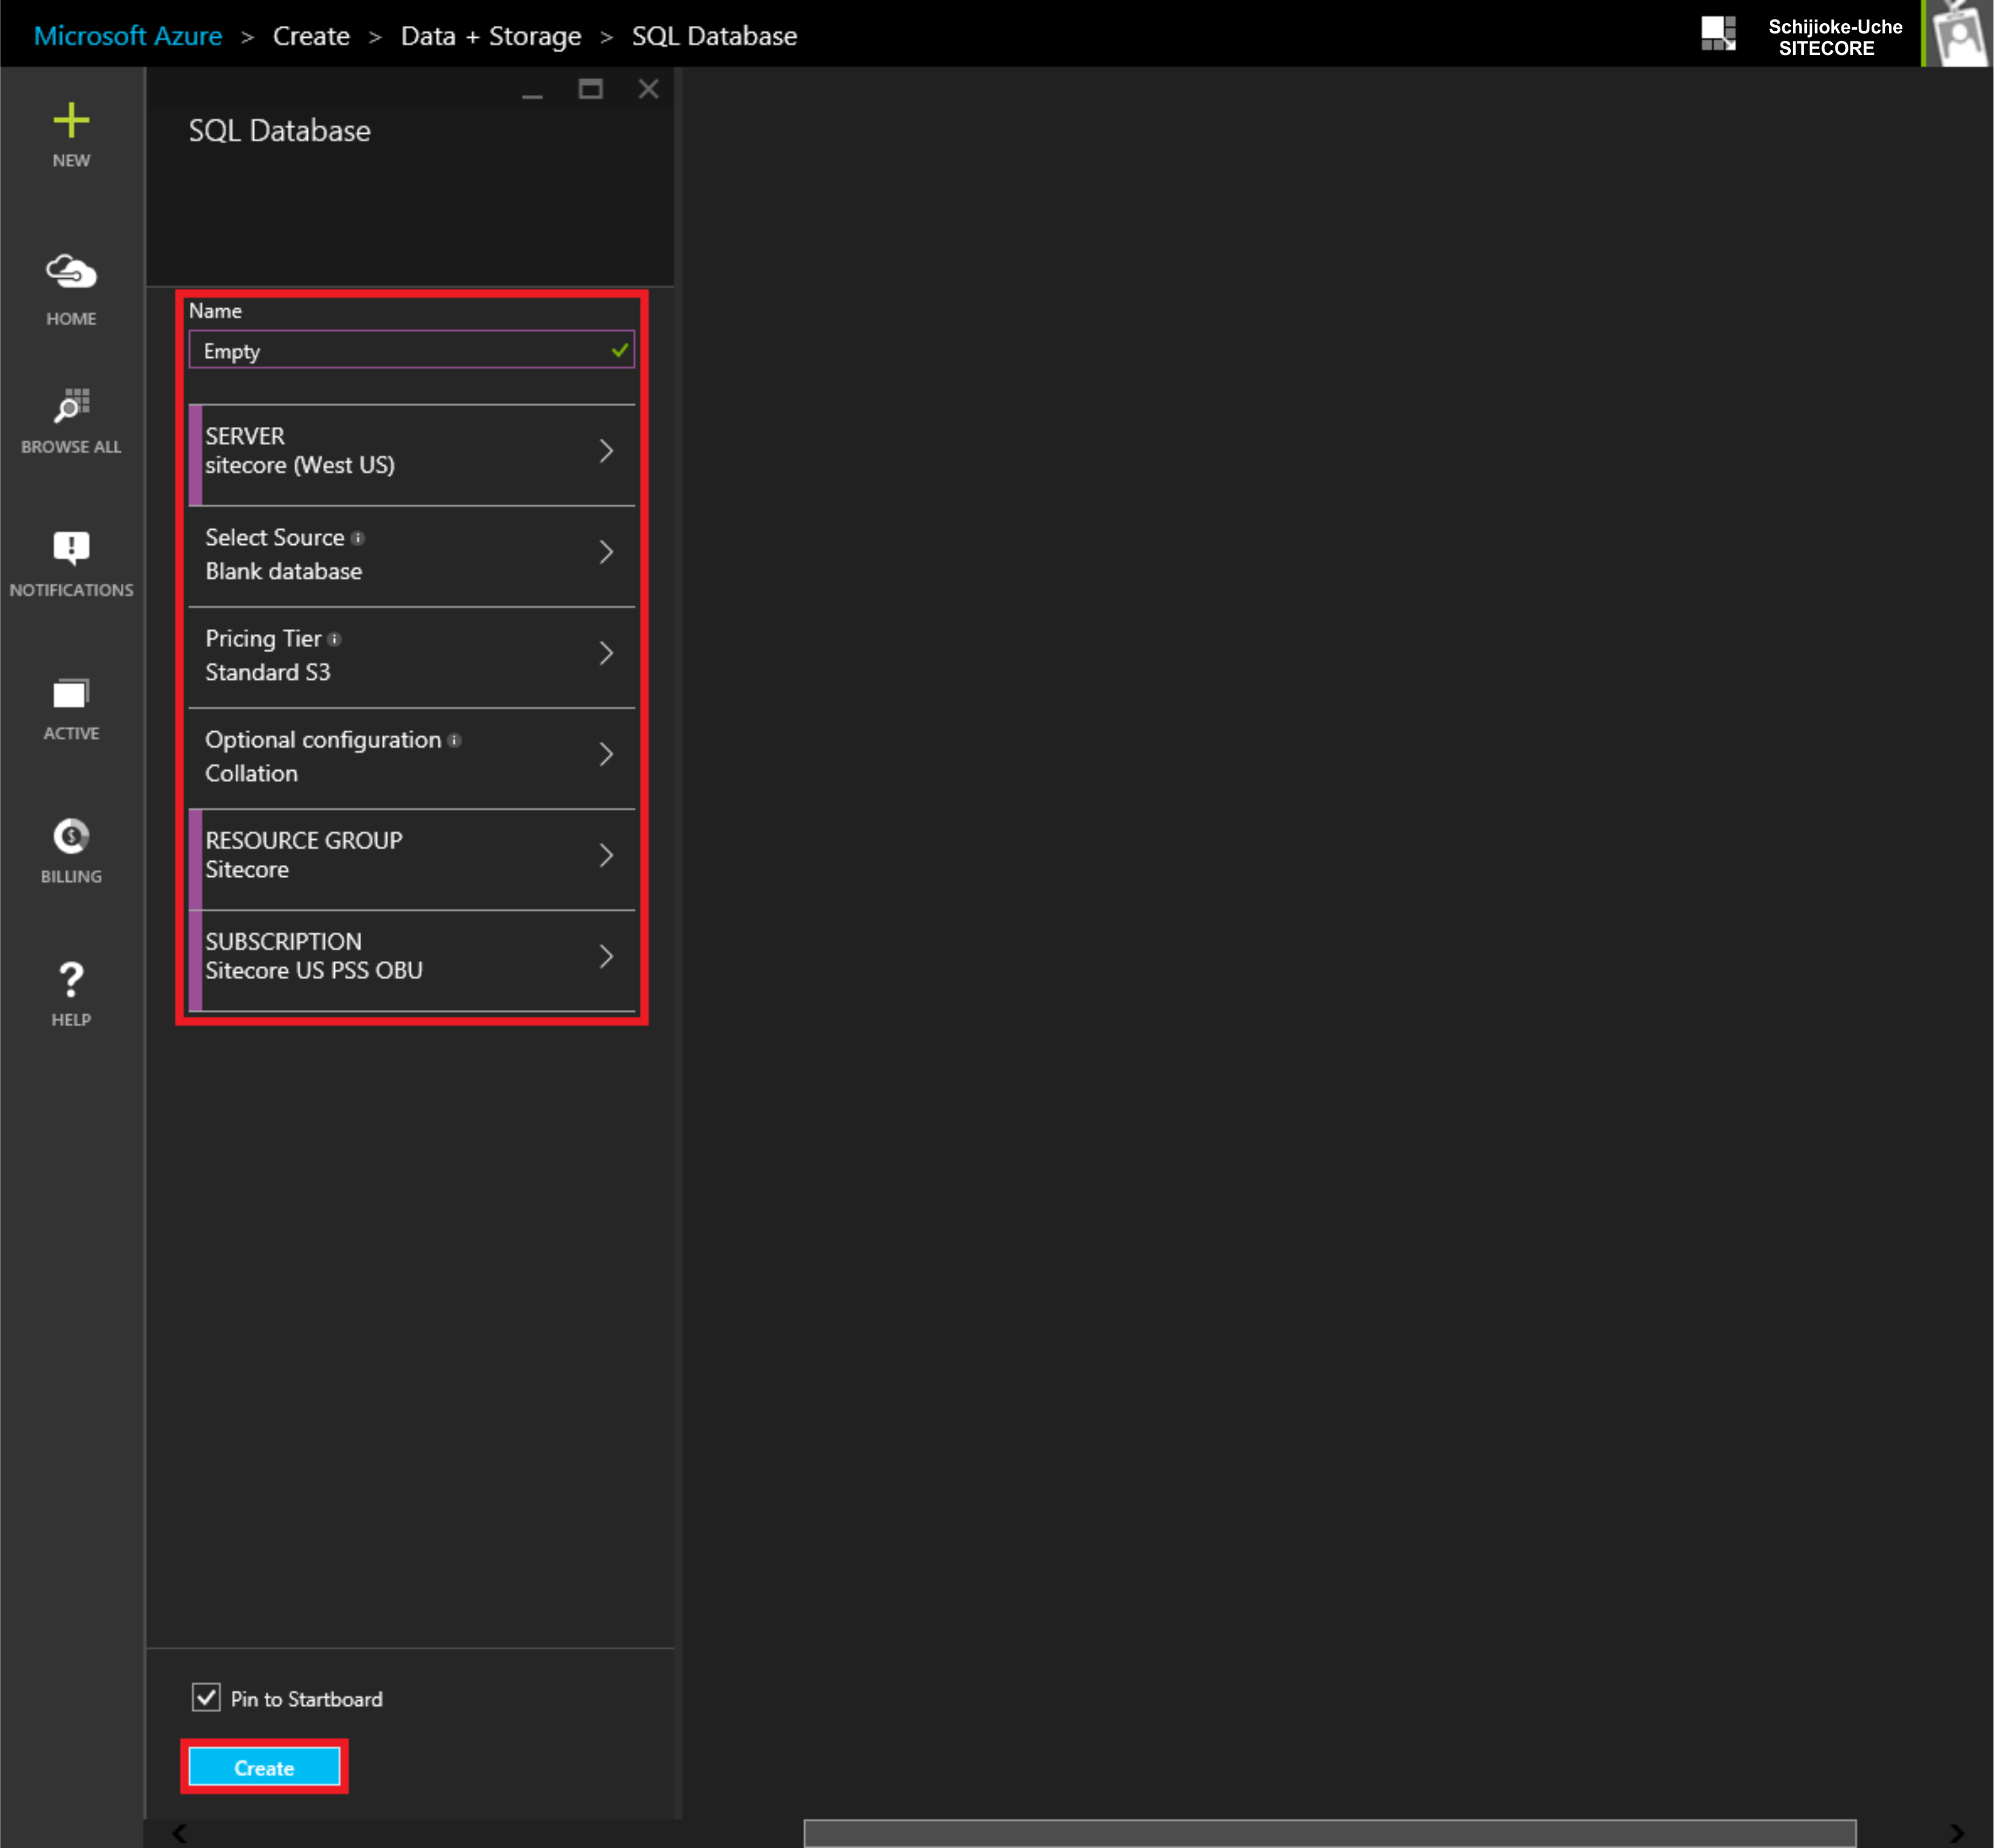 Microsoft Azure > Create > Data + Storage > SQL Database
Schijioke-Uche
SITECORE
NEW
HOME
BROWSE ALL
NOTIFICATIONS
ACTIVE
BILLING
HELP
SQL Database
Name
Empty
SERVER
sitecore (West US)
Select Source
Blank database
Pricing Tier
Standard S3
Optional configuration
Collation
RESOURCE GROUP
Sitecore
SUBSCRIPTION
Sitecore US PSS OBU
Pin to Startboard
Create